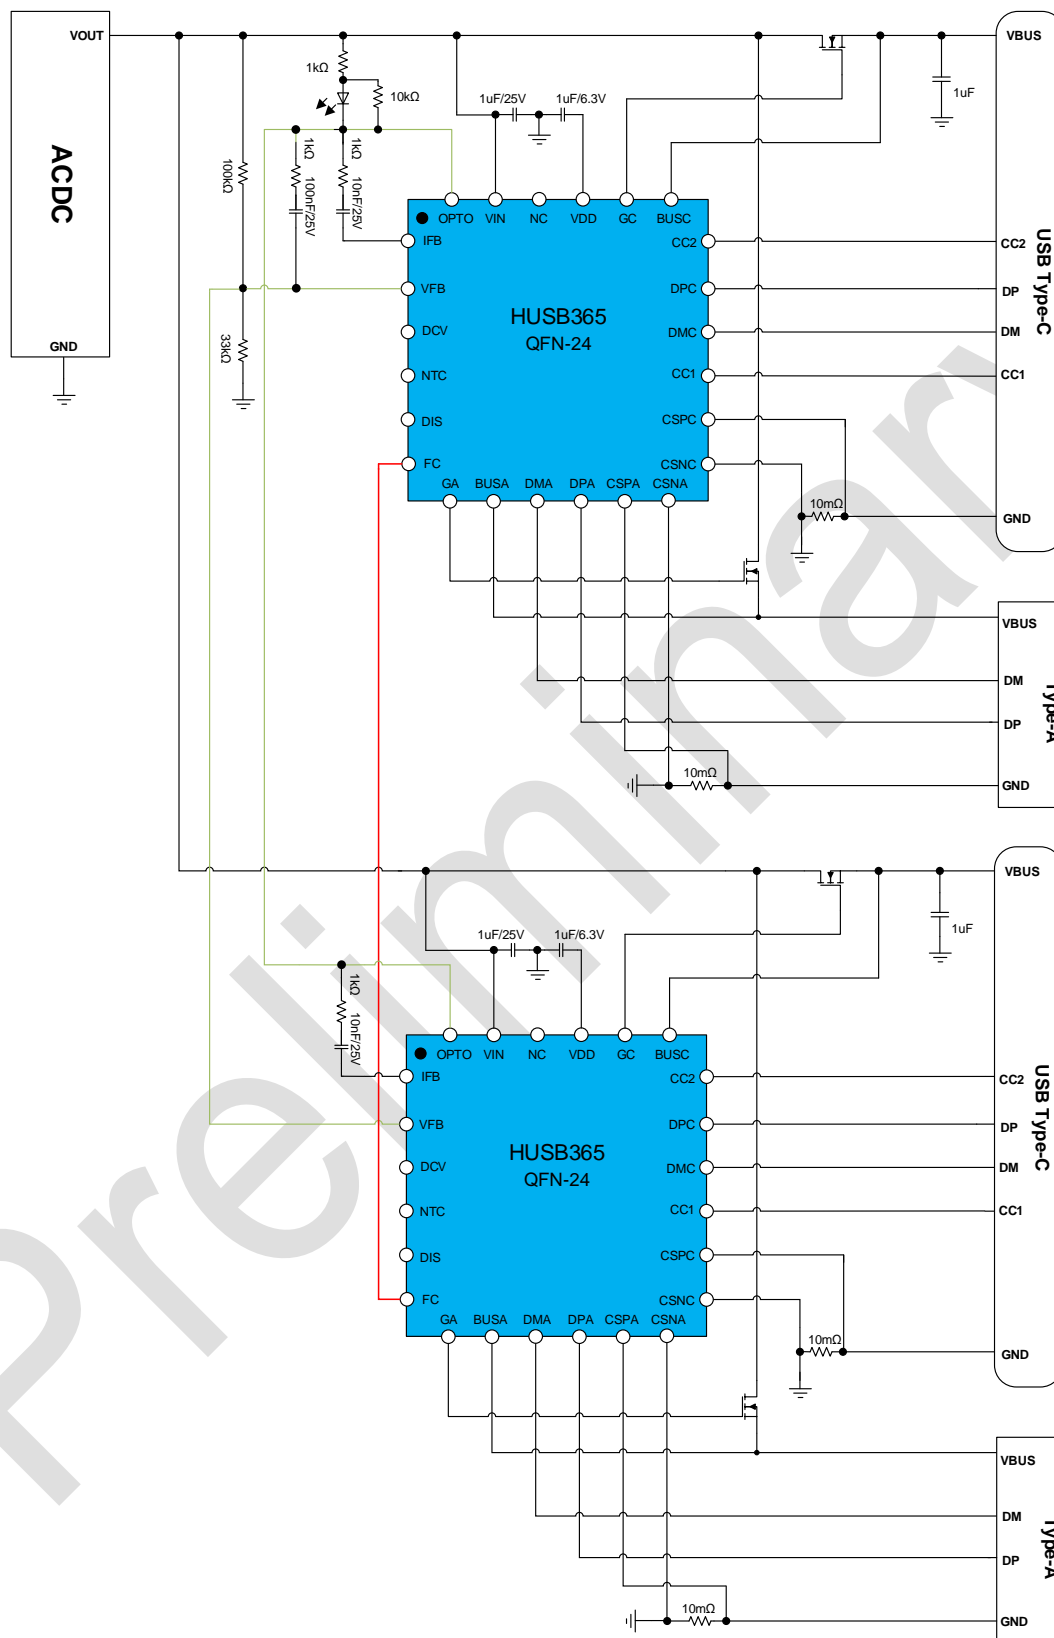 ACDC
VOUT
GND
1kΩ
10kΩ
100kΩ
1kΩ
100nF/25V
1kΩ
10nF/25V
33kΩ
1uF/25V
1uF/6.3V
1uF
OPTO
VIN
NC
VDD
GC
BUSC
IFB
VFB
DCV
NTC
DIS
FC
HUSB365
QFN-24
CC2
DPC
DMC
CC1
CSPC
CSNC
GA
BUSA
DMA
DPA
CSPA
CSNA
10mΩ
VBUS
CC2
DP
DM
CC1
GND
USB Type-C
VBUS
DM
DP
GND
Type-A
10mΩ
Preliminary
1uF/25V
1uF/6.3V
1uF
1kΩ
10nF/25V
OPTO
VIN
NC
VDD
GC
BUSC
IFB
VFB
DCV
NTC
DIS
FC
HUSB365
QFN-24
CC2
DPC
DMC
CC1
CSPC
CSNC
GA
BUSA
DMA
DPA
CSPA
CSNA
10mΩ
VBUS
CC2
DP
DM
CC1
GND
USB Type-C
VBUS
DM
DP
GND
Type-A
10mΩ